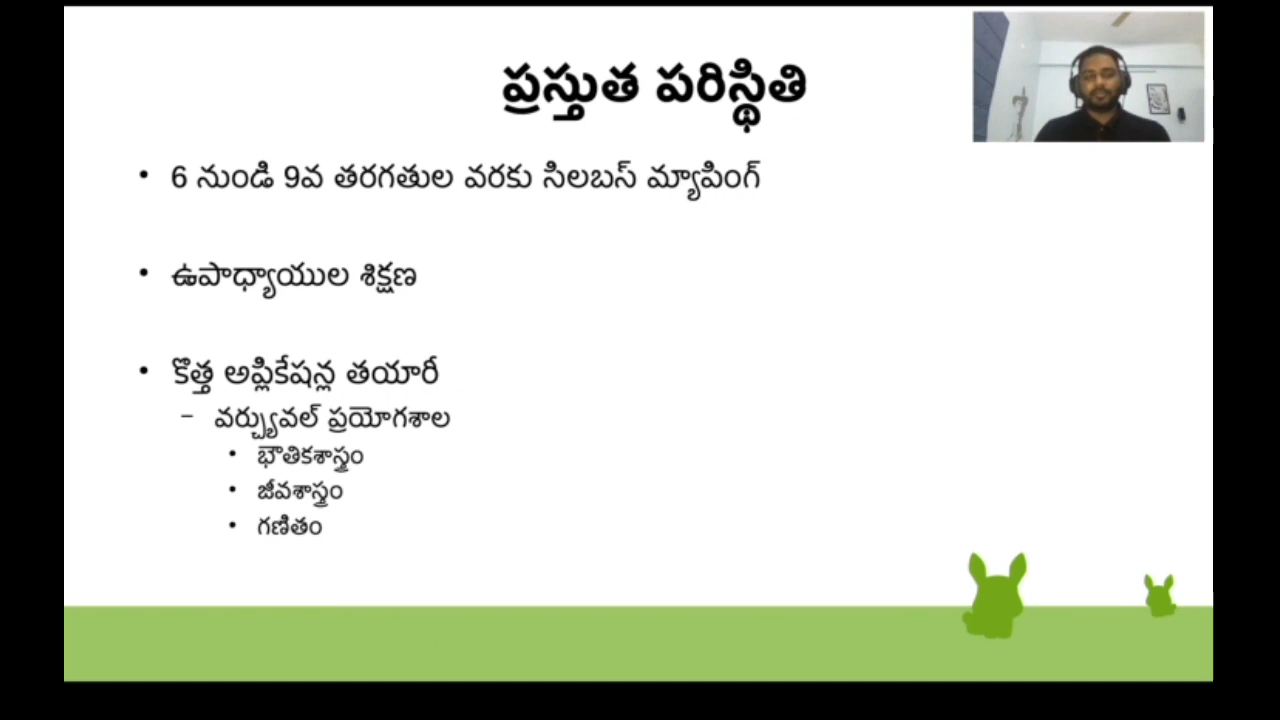 ప్రస్తుత పరిస్థితి
• 6 నుండి 9వ తరగతుల వరకు సిలబస్ మ్యాపింగ్
• ఉపాధ్యాయుల శిక్షణ
• కొత్త అప్లికేషన్ల తయారీ
– వర్చ్యువల్ ప్రయోగశాల
• భౌతికశాస్త్రం
• జీవశాస్త్రం
• గణితం